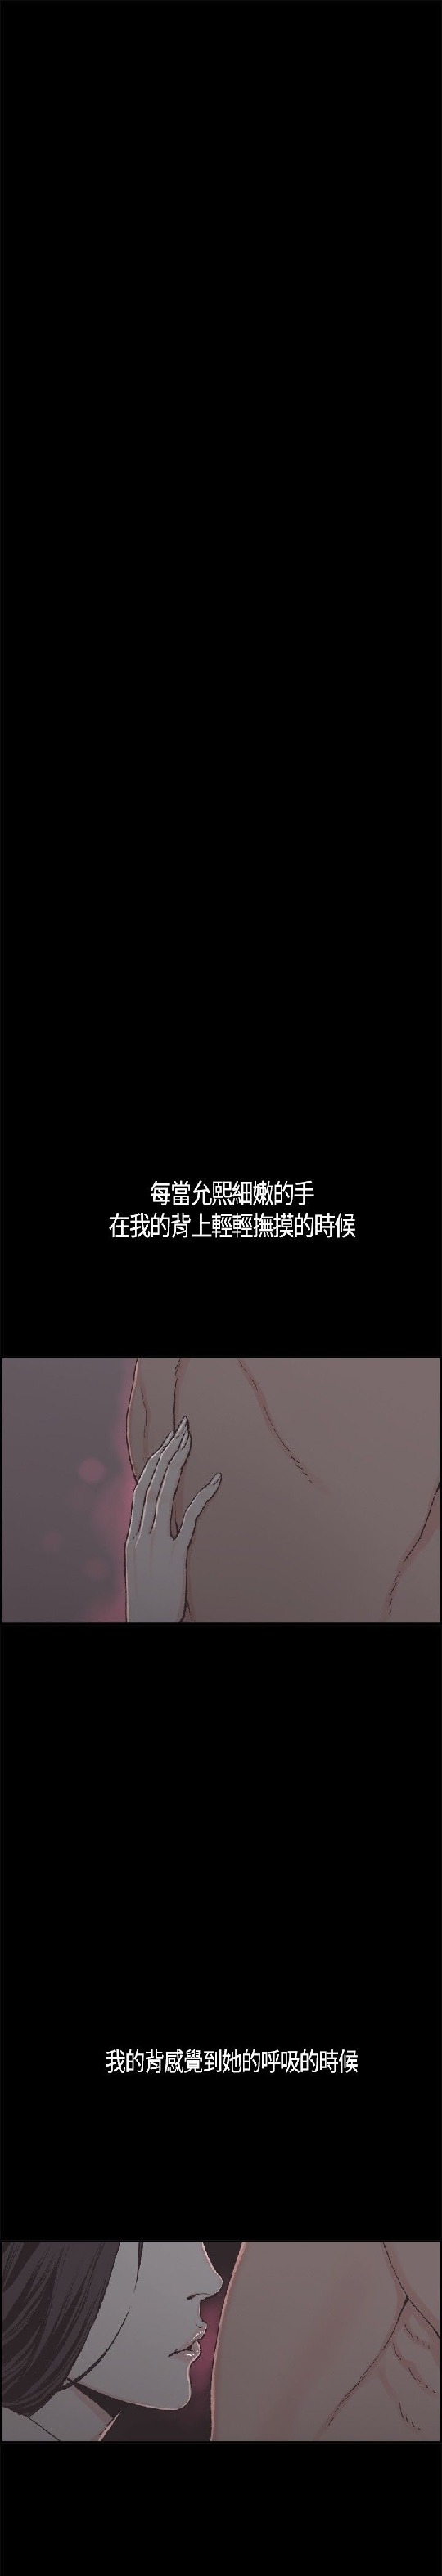 每當允熙細嫩的手
在我的背上輕輕撫摸的時候
我的背感覺到她的呼吸的時候